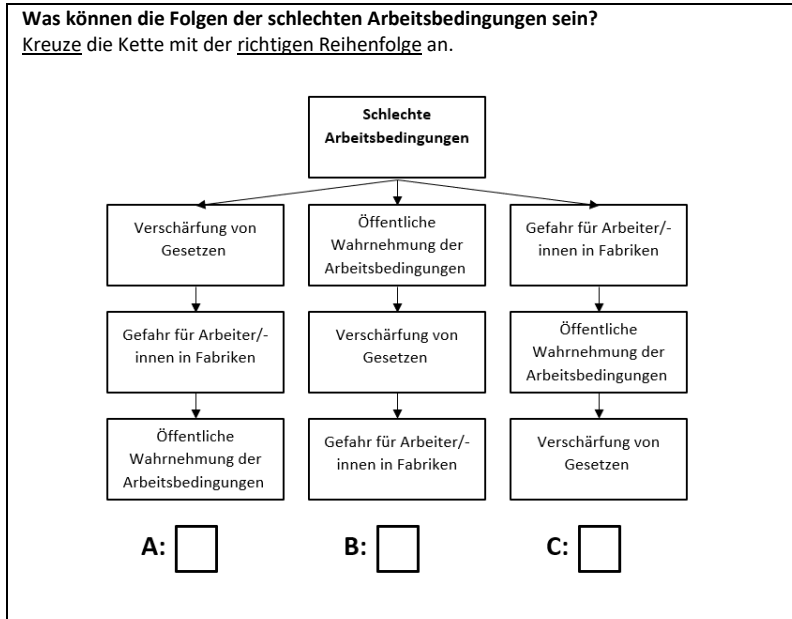 Was können die Folgen der schlechten Arbeitsbedingungen sein?
Kreuze die Kette mit der richtigen Reihenfolge an.
Schlechte
Arbeitsbedingungen
Verschärfung von
Gesetzen
Gefahr für Arbeiter/-
innen in Fabriken
Öffentliche
Wahrnehmung der
Arbeitsbedingungen
A:
Öffentliche
Wahrnehmung der
Arbeitsbedingungen
Verschärfung von
Gesetzen
Gefahr für Arbeiter/-
innen in Fabriken
B:
Gefahr für Arbeiter/-
innen in Fabriken
Öffentliche
Wahrnehmung der
Arbeitsbedingungen
Verschärfung von
Gesetzen
C: